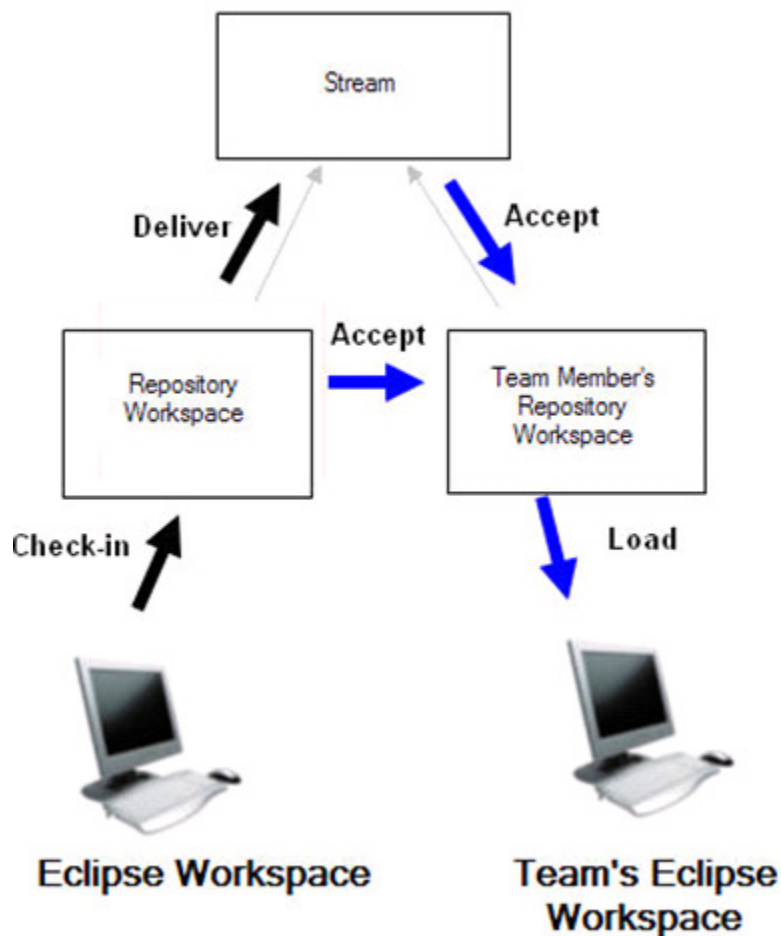 Stream
Deliver
Accept
Accept
Repository
Workspace
Team Member's
Repository
Workspace
Check-in
Load
Eclipse Workspace
Team's Eclipse
Workspace